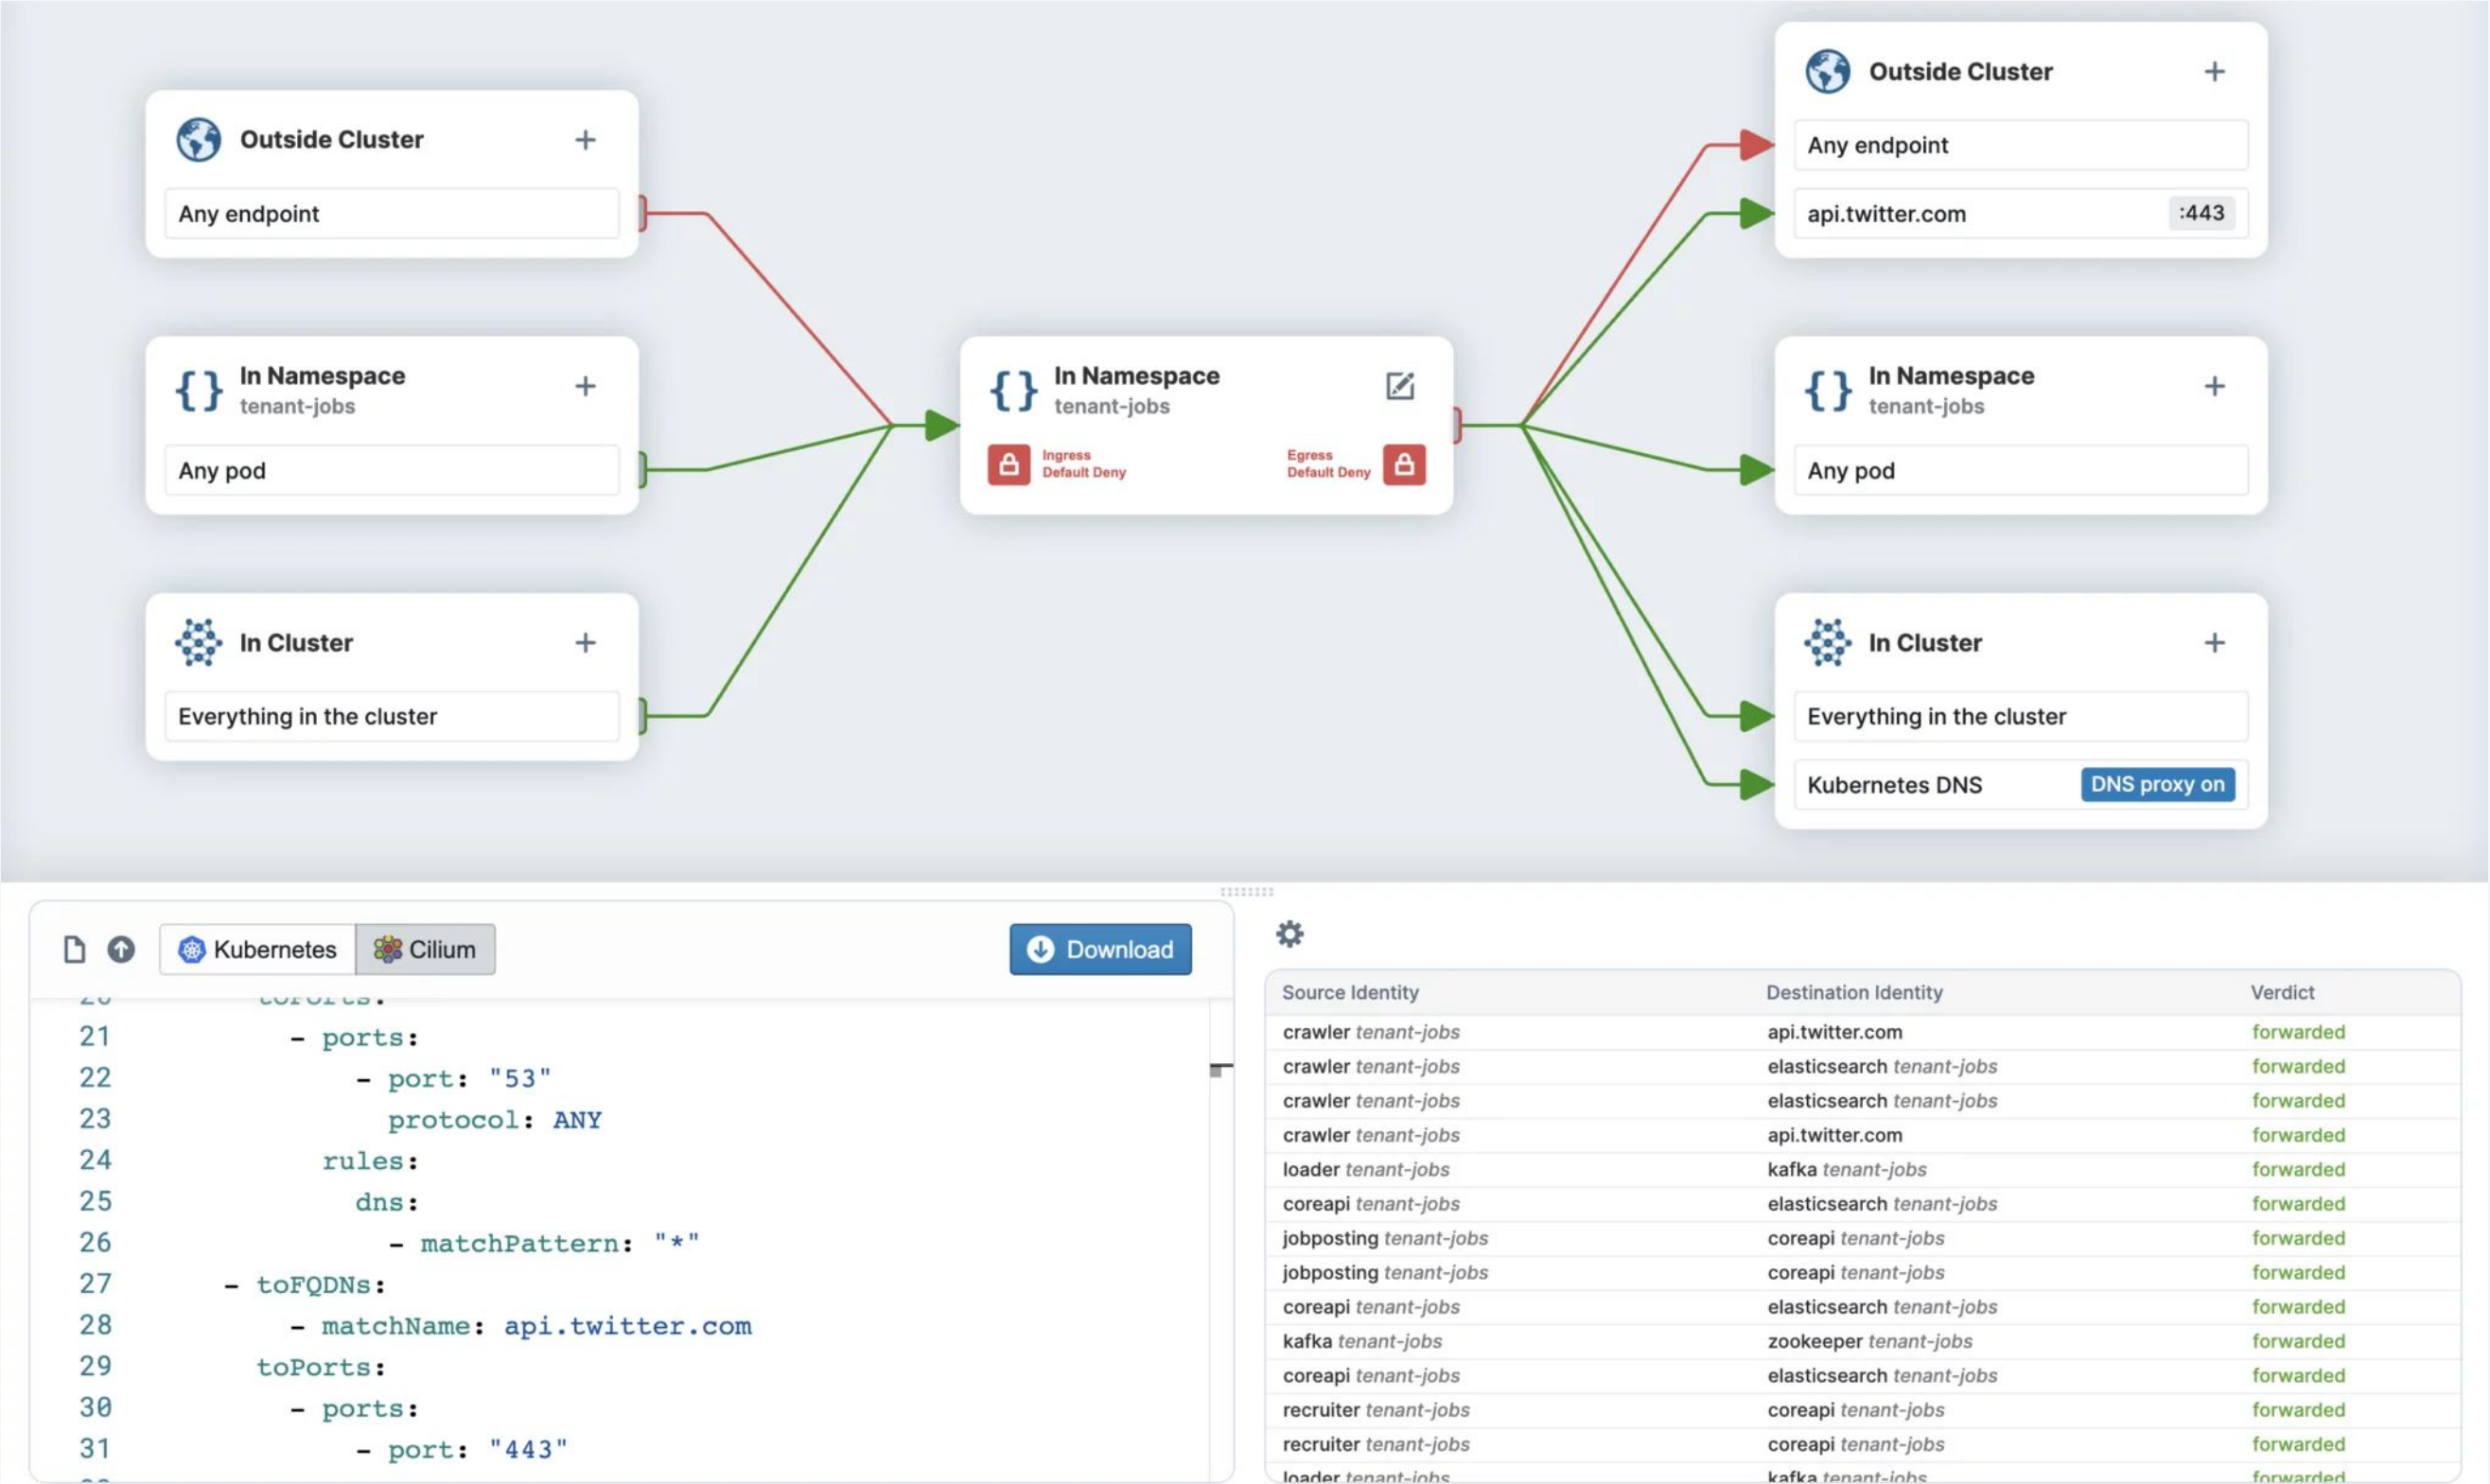 Outside Cluster
Any endpoint
In Namespace
tenant-jobs
Any pod
In Cluster
Everything in the cluster
In Namespace
tenant-jobs
Ingress
Default Deny
Egress
Default Deny
Outside Cluster
Any endpoint
api.twitter.com :443
In Namespace
tenant-jobs
Any pod
In Cluster
Everything in the cluster
Kubernetes DNS DNS proxy on
Kubernetes Cilium Download
20 toPorts:
21 - ports:
22 - port: "53"
23 protocol: ANY
24 rules:
25 dns:
26 - matchPattern: "*"
27 - toFQDNs:
28 - matchName: api.twitter.com
29 toPorts:
30 - ports:
31 - port: "443"
Source Identity Destination Identity Verdict
crawler tenant-jobs api.twitter.com forwarded
crawler tenant-jobs elasticsearch tenant-jobs forwarded
crawler tenant-jobs elasticsearch tenant-jobs forwarded
crawler tenant-jobs api.twitter.com forwarded
loader tenant-jobs kafka tenant-jobs forwarded
coreapi tenant-jobs elasticsearch tenant-jobs forwarded
jobposting tenant-jobs coreapi tenant-jobs forwarded
jobposting tenant-jobs coreapi tenant-jobs forwarded
coreapi tenant-jobs elasticsearch tenant-jobs forwarded
kafka tenant-jobs zookeeper tenant-jobs forwarded
coreapi tenant-jobs elasticsearch tenant-jobs forwarded
recruiter tenant-jobs coreapi tenant-jobs forwarded
recruiter tenant-jobs coreapi tenant-jobs forwarded
loader tenant-jobs kafka tenant-jobs forwarded